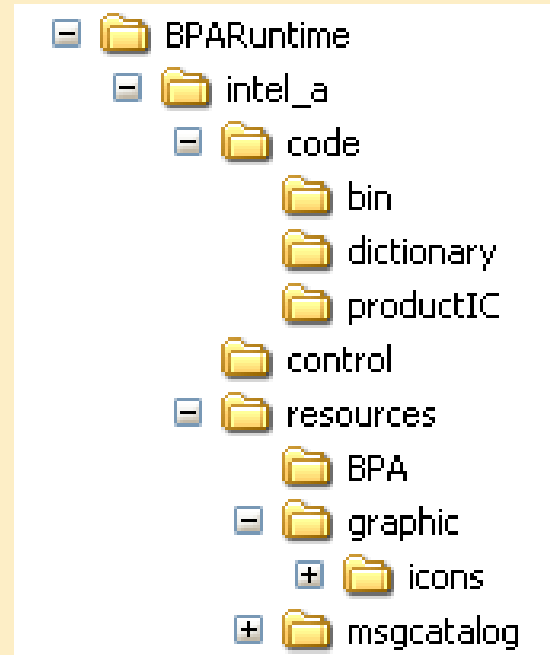 BPARuntime
intel_a
code
bin
dictionary
productIC
control
resources
BPA
graphic
icons
msgcatalog